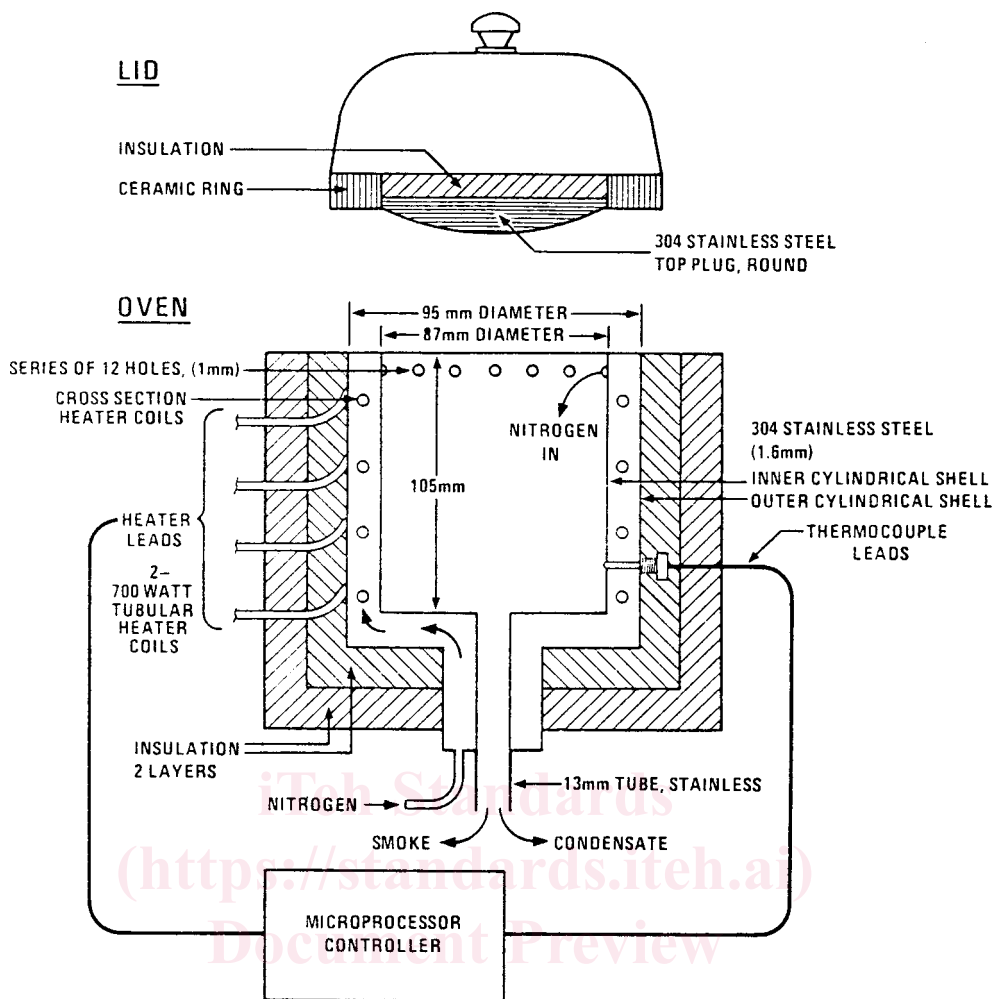 LID
INSULATION
CERAMIC RING
304 STAINLESS STEEL
TOP PLUG, ROUND
OVEN
95 mm DIAMETER
87mm DIAMETER
SERIES OF 12 HOLES, (1mm)
CROSS SECTION
HEATER COILS
NITROGEN
IN
304 STAINLESS STEEL
(1.6mm)
INNER CYLINDRICAL SHELL
OUTER CYLINDRICAL SHELL
105mm
THERMOCOUPLE
LEADS
HEATER
LEADS
2-
700 WATT
TUBULAR
HEATER
COILS
INSULATION
2 LAYERS
NITROGEN
13mm TUBE, STAINLESS
SMOKE
CONDENSATE
MICROPROCESSOR
CONTROLLER
iTeh Standards
(https://standards.iteh.ai)
Document Preview